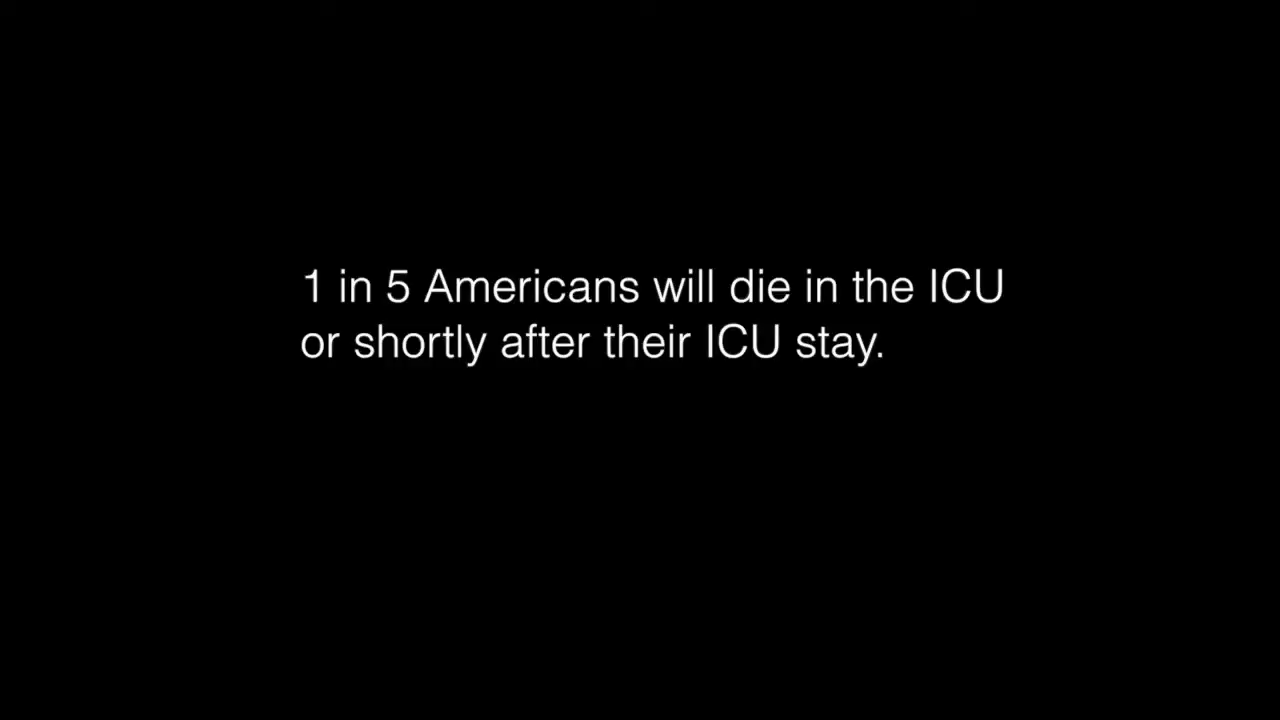 1 in 5 Americans will die in the ICU
or shortly after their ICU stay.